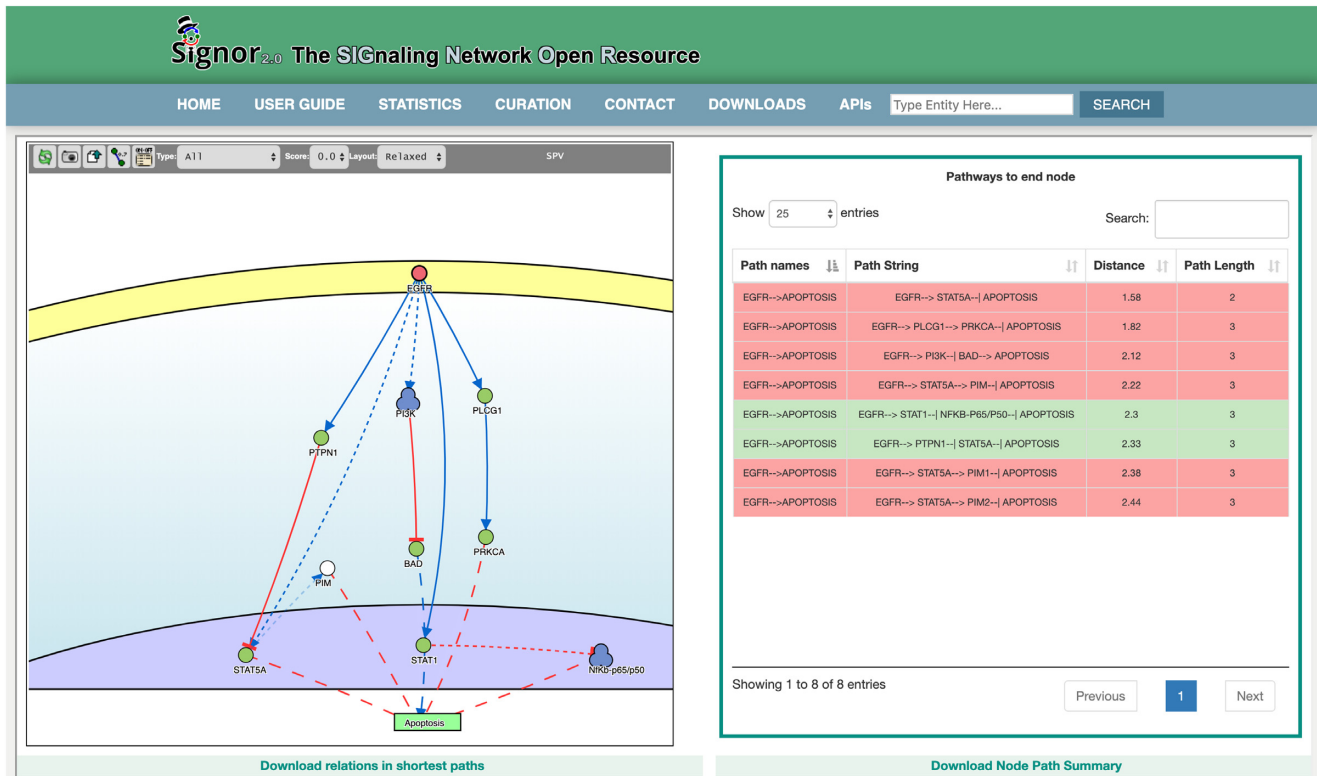 Signor 2.0 The SIGnaling Network Open Resource
HOME USER GUIDE STATISTICS CURATION CONTACT DOWNLOADS APIs Type Entity Here... SEARCH
ON-OFF Type: All Score: 0.0 Layout: Relaxed SPV
EGFR
PI3K
PLCG1
PTPN1
PRKCA
BAD
PIM
STAT1
STAT5A
NfKb-p65/p50
Apoptosis
Pathways to end node
Show 25 entries
Search:
Path names Path String Distance Path Length
EGFR-->APOPTOSIS EGFR--> STAT5A--| APOPTOSIS 1.58 2
EGFR-->APOPTOSIS EGFR--> PLCG1--> PRKCA--| APOPTOSIS 1.82 3
EGFR-->APOPTOSIS EGFR--> PI3K--| BAD--> APOPTOSIS 2.12 3
EGFR-->APOPTOSIS EGFR--> STAT5A--> PIM--| APOPTOSIS 2.22 3
EGFR-->APOPTOSIS EGFR--> STAT1--| NFKB-P65/P50--| APOPTOSIS 2.3 3
EGFR-->APOPTOSIS EGFR--> PTPN1--| STAT5A--| APOPTOSIS 2.33 3
EGFR-->APOPTOSIS EGFR--> STAT5A--> PIM1--| APOPTOSIS 2.38 3
EGFR-->APOPTOSIS EGFR--> STAT5A--> PIM2--| APOPTOSIS 2.44 3
Showing 1 to 8 of 8 entries
Previous 1 Next
Download relations in shortest paths
Download Node Path Summary